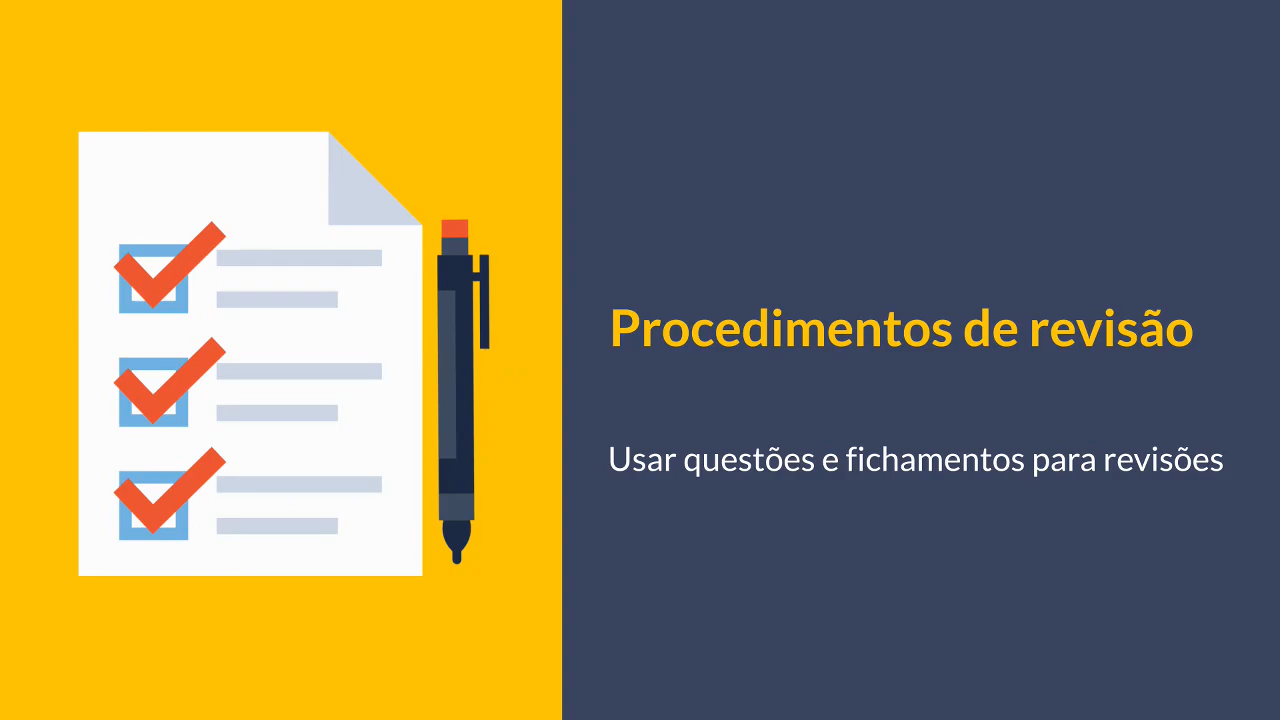 Procedimentos de revisão
Usar questões e fichamentos para revisões